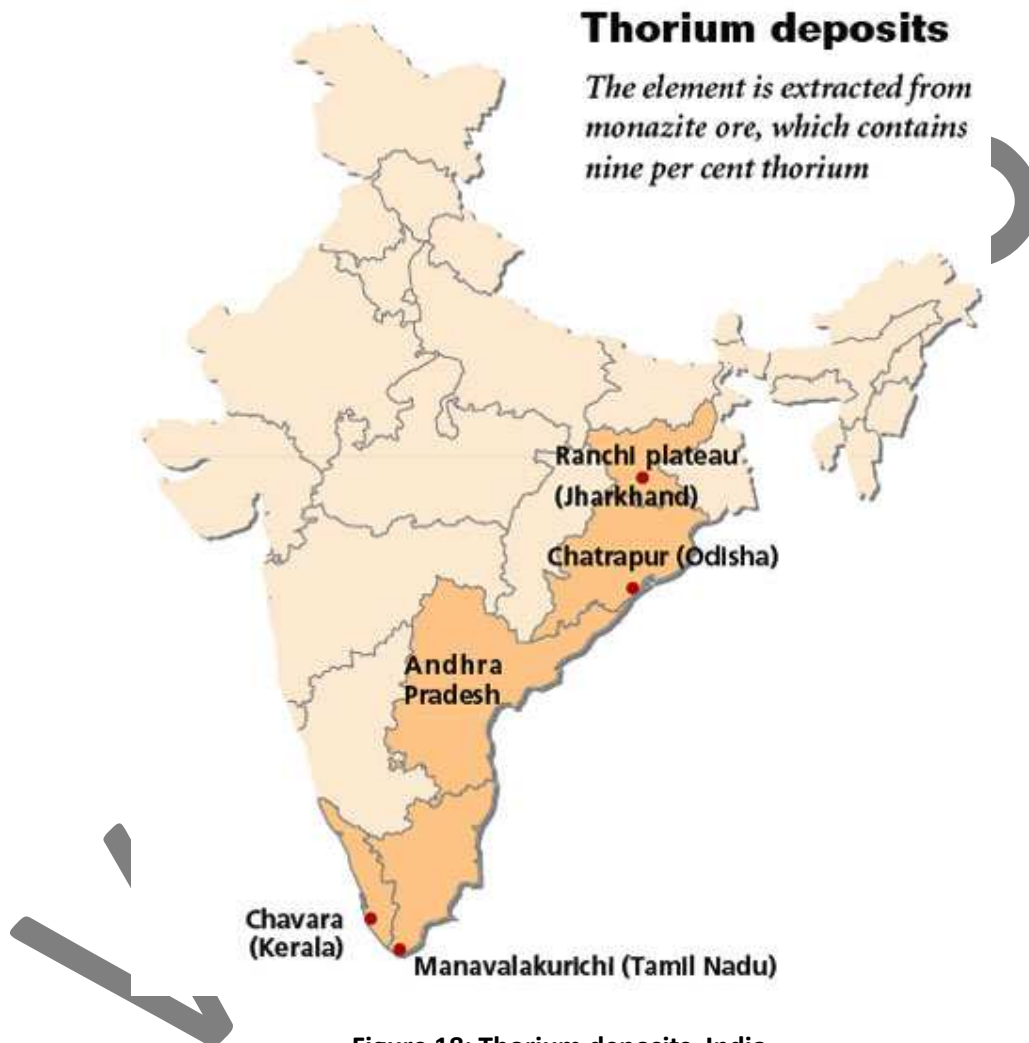 Thorium deposits
The element is extracted from
monazite ore, which contains
nine per cent thorium
Ranchi plateau
(Jharkhand)
Chatrapur (Odisha)
Andhra
Pradesh
Chavara
(Kerala)
Manavalakurichi (Tamil Nadu)
Figure 18: Thorium deposits, India